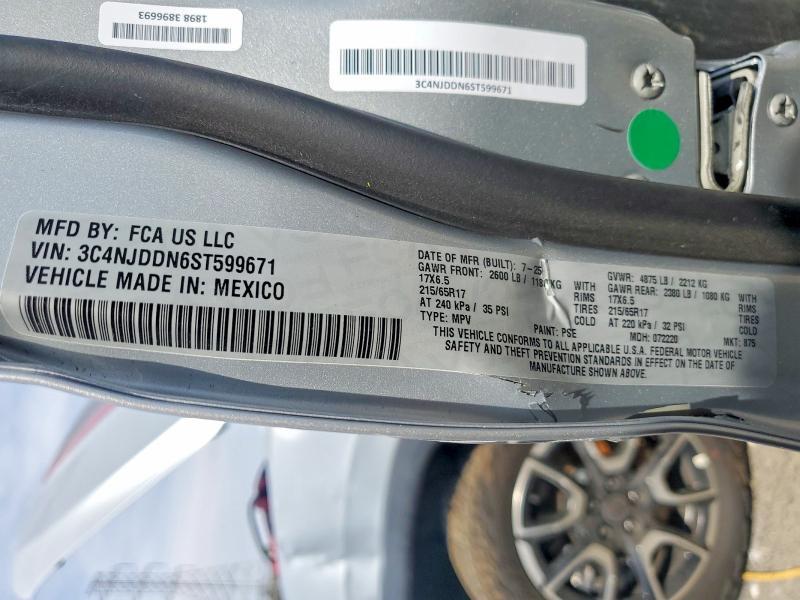 1898 3896693
3C4NJDDN6ST599671
MFD BY: FCA US LLC
VIN: 3C4NJDDN6ST599671
VEHICLE MADE IN: MEXICO
DATE OF MFR (BUILT): 7-25
GAWR FRONT: 2600 LB / 1180 KG WITH
17X6.5 RIMS
215/65R17 TIRES
AT 240 kPa / 35 PSI COLD
TYPE: MPV PAINT: PSE
GVWR: 4875 LB / 2212 KG
GAWR REAR: 2380 LB / 1080 KG WITH
17X6.5 RIMS
215/65R17 TIRES
AT 220 kPa / 32 PSI COLD
MDH: 072220 MKT: 875
THIS VEHICLE CONFORMS TO ALL APPLICABLE U.S.A. FEDERAL MOTOR VEHICLE
SAFETY AND THEFT PREVENTION STANDARDS IN EFFECT ON THE DATE OF
MANUFACTURE SHOWN ABOVE.